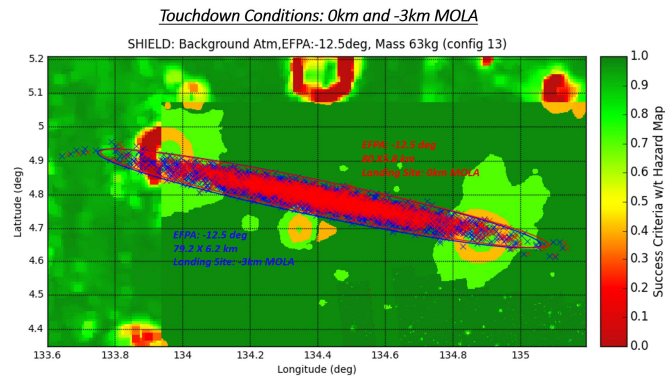 Touchdown Conditions: 0km and -3km MOLA
SHIELD: Background Atm,EFPA:-12.5deg, Mass 63kg (config 13)
5.2
5.1
5
4.9
4.8
4.7
4.6
4.5
4.4
Latitude (deg)
EFPA: -12.5 deg
km
Landing Site: 0km MOLA
EFPA: -12.5 deg
79.2 X 6.2 km
Landing Site: -3km MOLA
133.6
133.8
134
134.2
134.4
134.6
134.8
135
Longitude (deg)
1.0
0.9
0.8
0.7
0.6
0.5
0.4
0.3
0.2
0.1
0.0
Success Criteria w/t Hazard Map